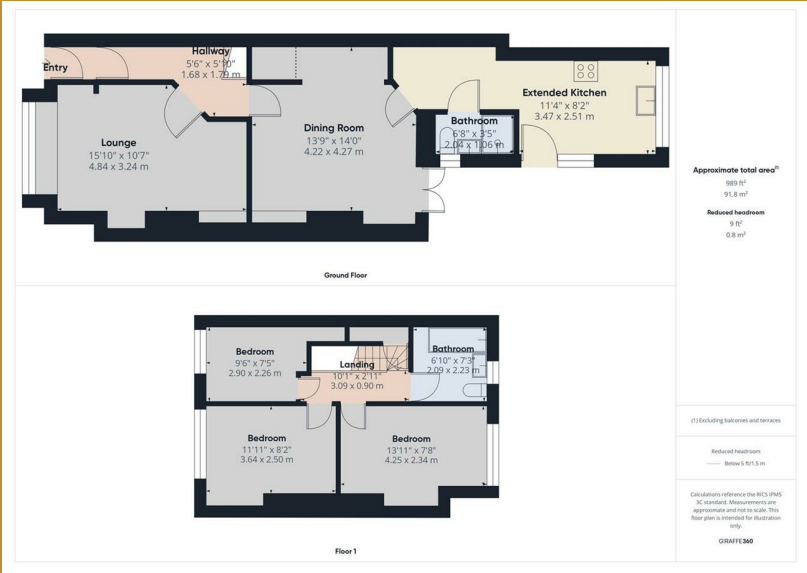 Entry
Hallway
5'6" x 5'10"
1.68 x 1.79 m
Lounge
15'10" x 10'7"
4.84 x 3.24 m
Dining Room
13'9" x 14'0"
4.22 x 4.27 m
Bathroom
6'8" x 3'5"
2.04 x 1.06 m
Extended Kitchen
11'4" x 8'2"
3.47 x 2.51 m
Ground Floor
Bedroom
9'6" x 7'5"
2.90 x 2.26 m
Landing
10'1" x 2'11"
3.09 x 0.90 m
Bathroom
6'10" x 7'3"
2.09 x 2.23 m
Bedroom
11'11" x 8'2"
3.64 x 2.50 m
Bedroom
13'11" x 7'8"
4.25 x 2.34 m
Floor 1
Approximate total area(1)
989 ft²
91.8 m²
Reduced headroom
9 ft²
0.8 m²
(1) Excluding balconies and terraces
Reduced headroom
Below 5 ft/1.5 m
Calculations reference the RICS IPMS
3C standard. Measurements are
approximate and not to scale. This
floor plan is intended for illustration
only.
GIRAFFE360